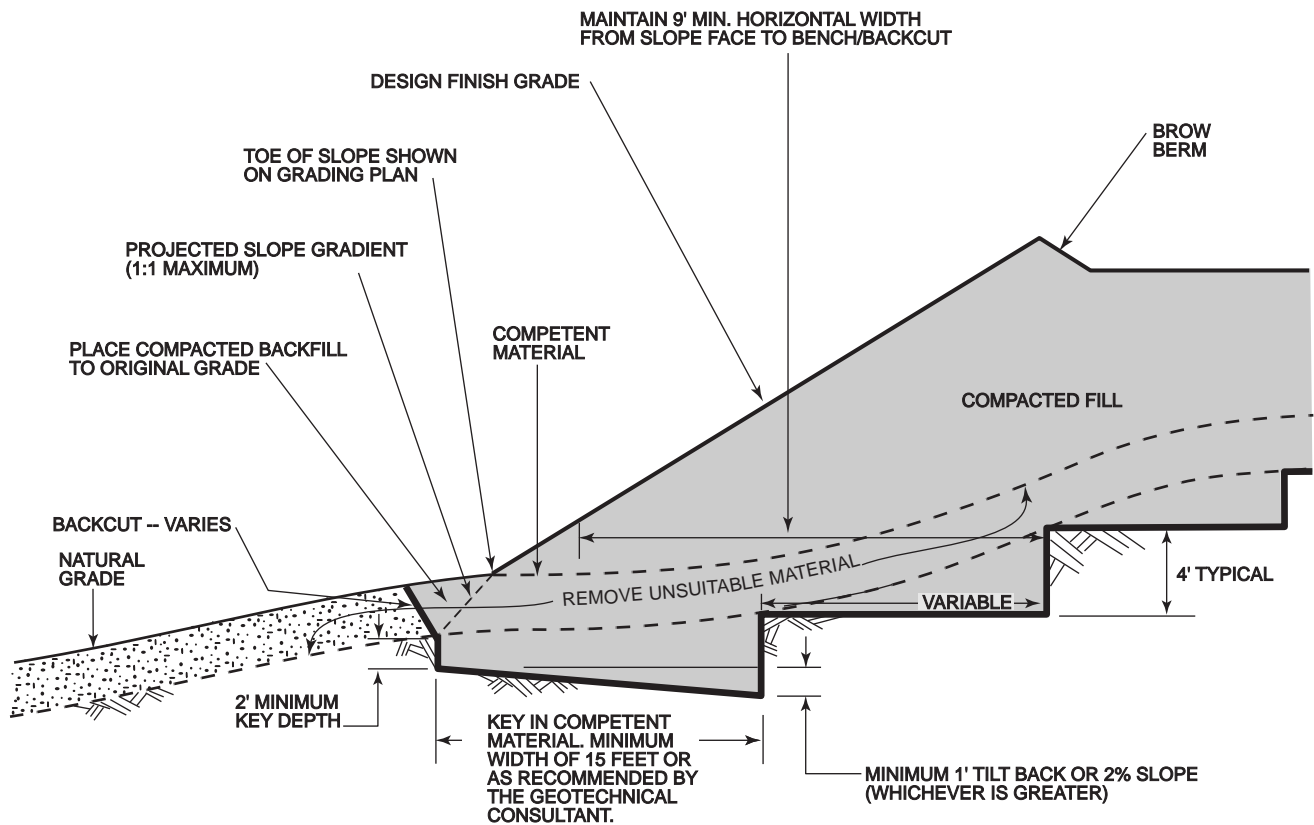 MAINTAIN 9' MIN. HORIZONTAL WIDTH
FROM SLOPE FACE TO BENCH/BACKCUT
DESIGN FINISH GRADE
BROW
BERM
TOE OF SLOPE SHOWN
ON GRADING PLAN
PROJECTED SLOPE GRADIENT
(1:1 MAXIMUM)
PLACE COMPACTED BACKFILL
TO ORIGINAL GRADE
COMPETENT
MATERIAL
COMPACTED FILL
BACKCUT -- VARIES
NATURAL
GRADE
REMOVE UNSUITABLE MATERIAL
VARIABLE
4' TYPICAL
2' MINIMUM
KEY DEPTH
KEY IN COMPETENT
MATERIAL. MINIMUM
WIDTH OF 15 FEET OR
AS RECOMMENDED BY
THE GEOTECHNICAL
CONSULTANT.
MINIMUM 1' TILT BACK OR 2% SLOPE
(WHICHEVER IS GREATER)